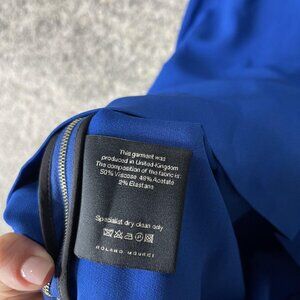 This garment was
produced in United Kingdom
The composition of the fabric is:
50% Viscose 48% Acetate
2% Elastane
Specialist dry clean only
ROLAND MOURET